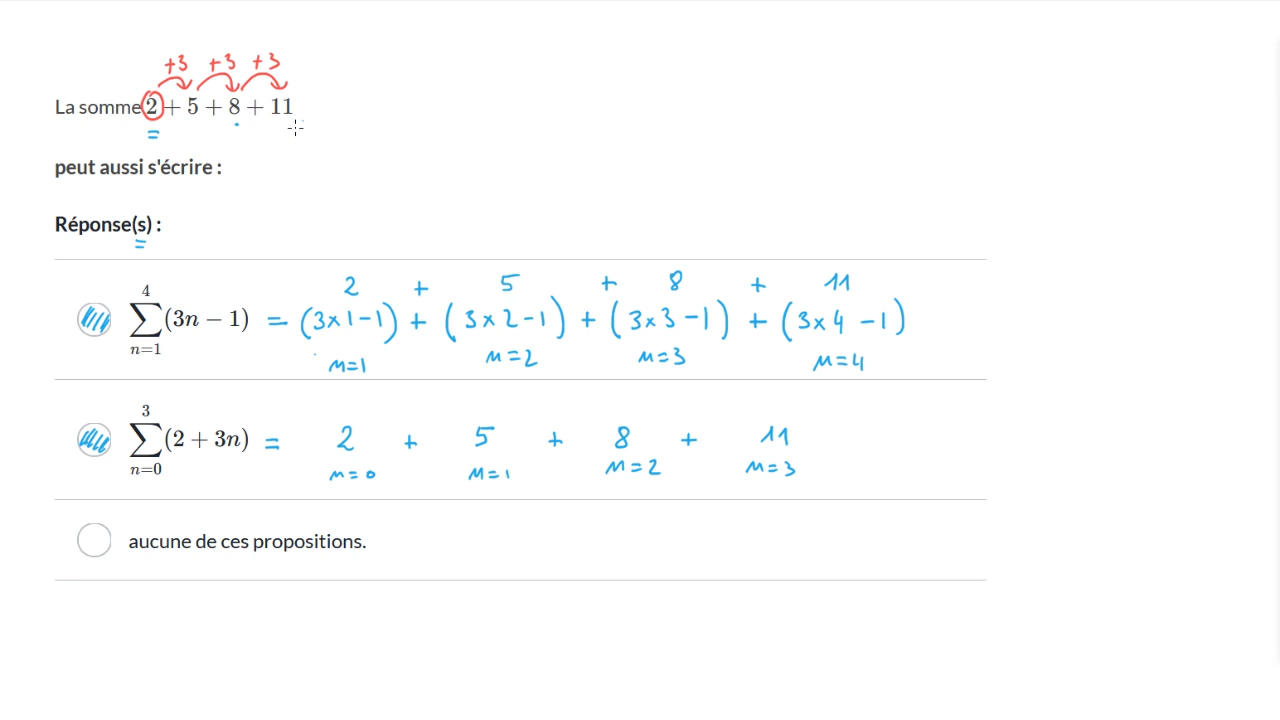 +3 +3 +3
La somme 2 + 5 + 8 + 11
=
peut aussi s'écrire :
Réponse(s) :
=
2 + 5 + 8 + 11
4
∑(3n − 1) = (3×1−1) + (3×2−1) + (3×3−1) + (3×4−1)
n=1
n=1 n=2 n=3 n=4
3
∑(2 + 3n) = 2 + 5 + 8 + 11
n=0
n=0 n=1 n=2 n=3
aucune de ces propositions.